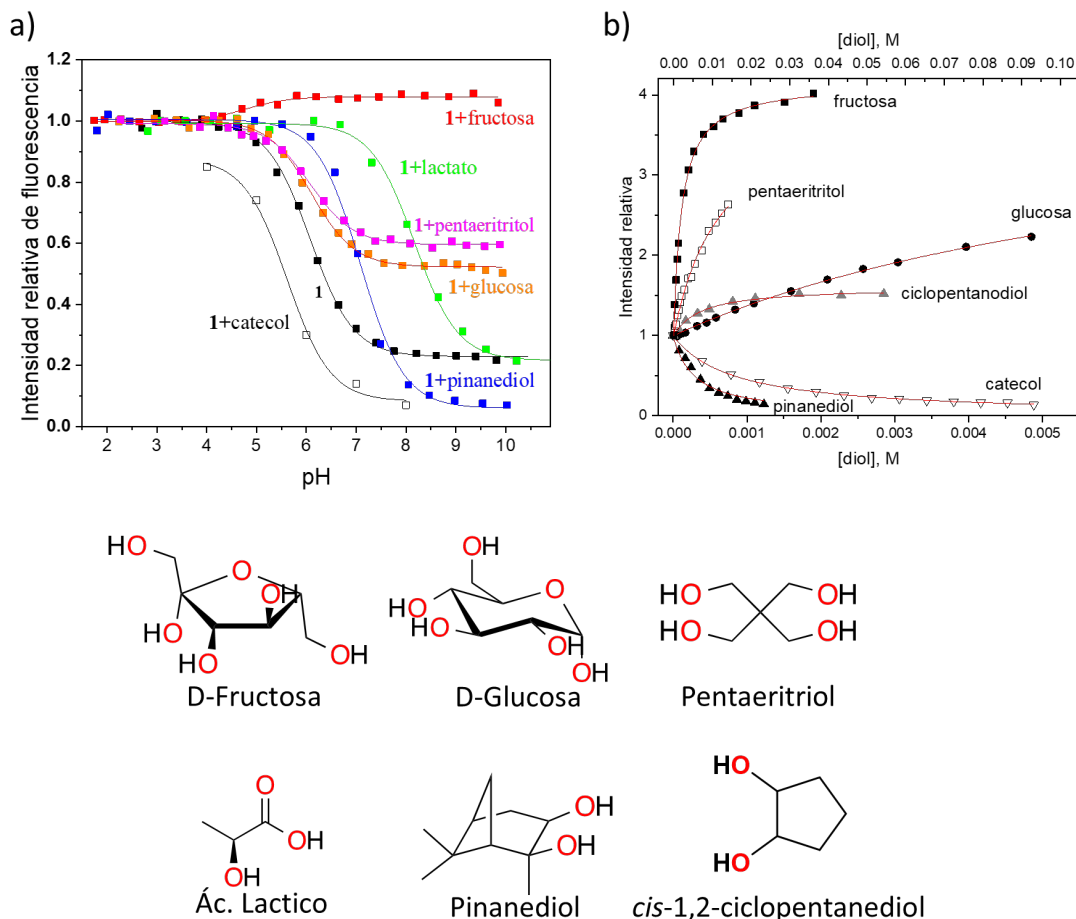 a)
Intensidad relativa de fluorescencia
1.2
1.0
0.8
0.6
0.4
0.2
0.0
1+fructosa
1+lactato
1+pentaeritritol
1+glucosa
1
1+catecol
1+pinanediol
2 3 4 5 6 7 8 9 10
pH
b)
[diol], M
0.00 0.01 0.02 0.03 0.04 0.05 0.06 0.07 0.08 0.09 0.10
Intensidad relativa
4
3
2
1
0
fructosa
pentaeritritol
glucosa
ciclopentanodiol
catecol
pinanediol
0.000 0.001 0.002 0.003 0.004 0.005
[diol], M
HO
O
OH
HO
HO
OH
D-Fructosa
OH
O
HO
HO
OH
OH
D-Glucosa
HO
OH
HO
OH
Pentaeritriol
O
OH
OH
Ác. Lactico
OH
OH
Pinanediol
HO
HO
cis-1,2-ciclopentanediol